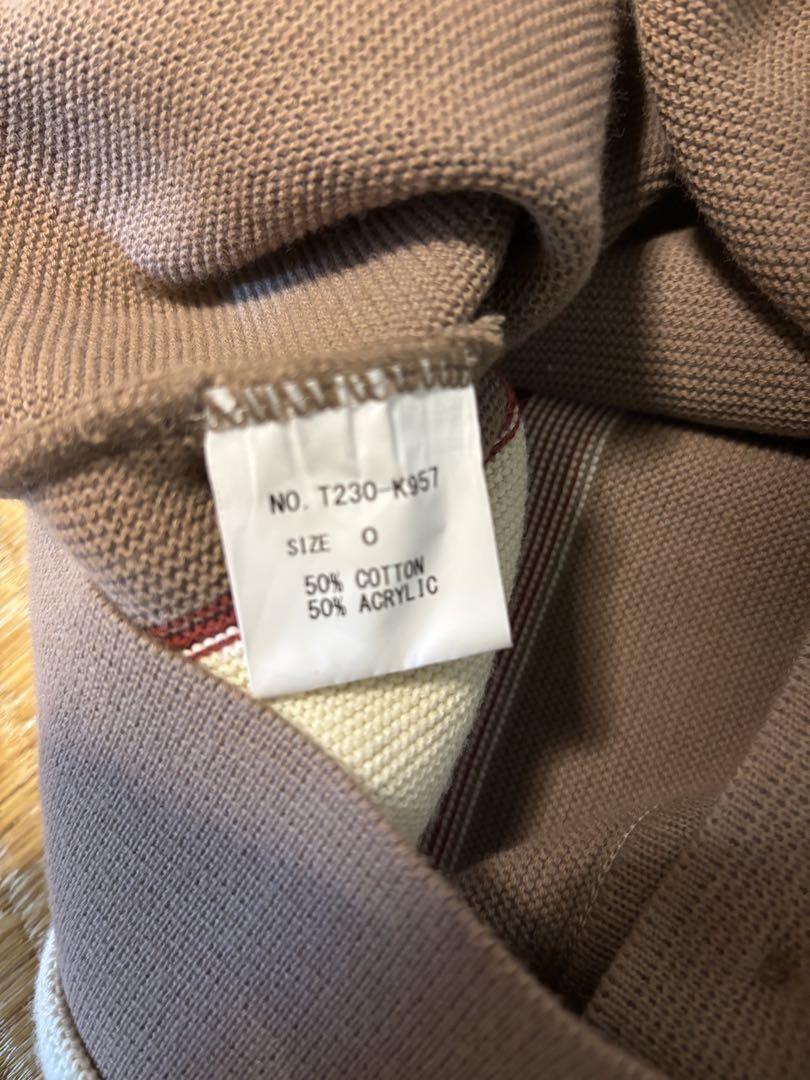 NO. T230-K957
SIZE O
50% COTTON
50% ACRYLIC